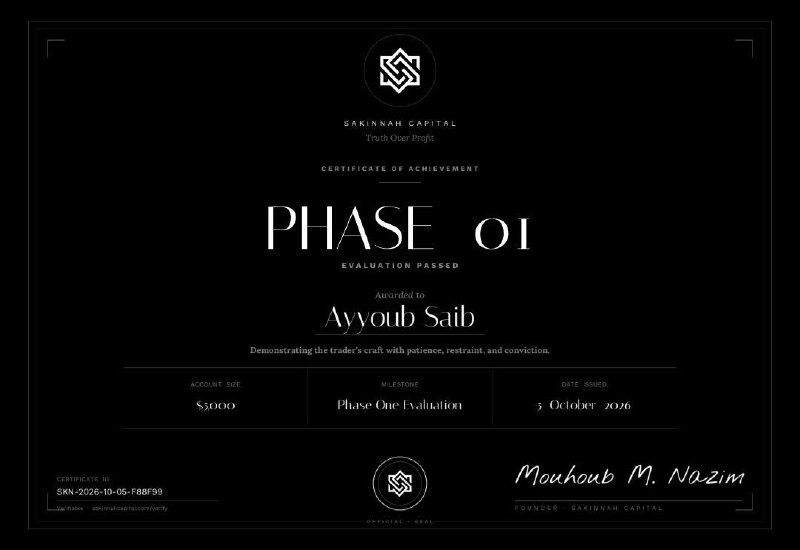 SAKINNAH CAPITAL
Truth Over Profit
CERTIFICATE OF ACHIEVEMENT
PHASE 01
EVALUATION PASSED
Awarded to
Ayyoub Saib
Demonstrating the trader's craft with patience, restraint, and conviction.
ACCOUNT SIZE
$5,000
MILESTONE
Phase One Evaluation
DATE ISSUED
5 October 2026
CERTIFICATE ID
SKN-2026-10-05-F88F99
Verifiable · sakinnahcapital.com/verify
OFFICIAL · SEAL
Mouhoub M. Nazim
FOUNDER · SAKINNAH CAPITAL